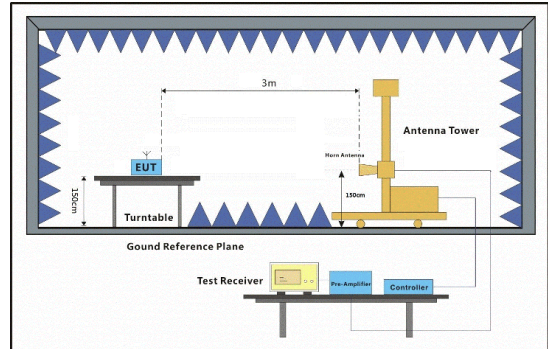 3m
Antenna Tower
Horn Antenna
EUT
150cm
150cm
Turntable
Gound Reference Plane
Test Receiver
Pre-Amplifier
Controller